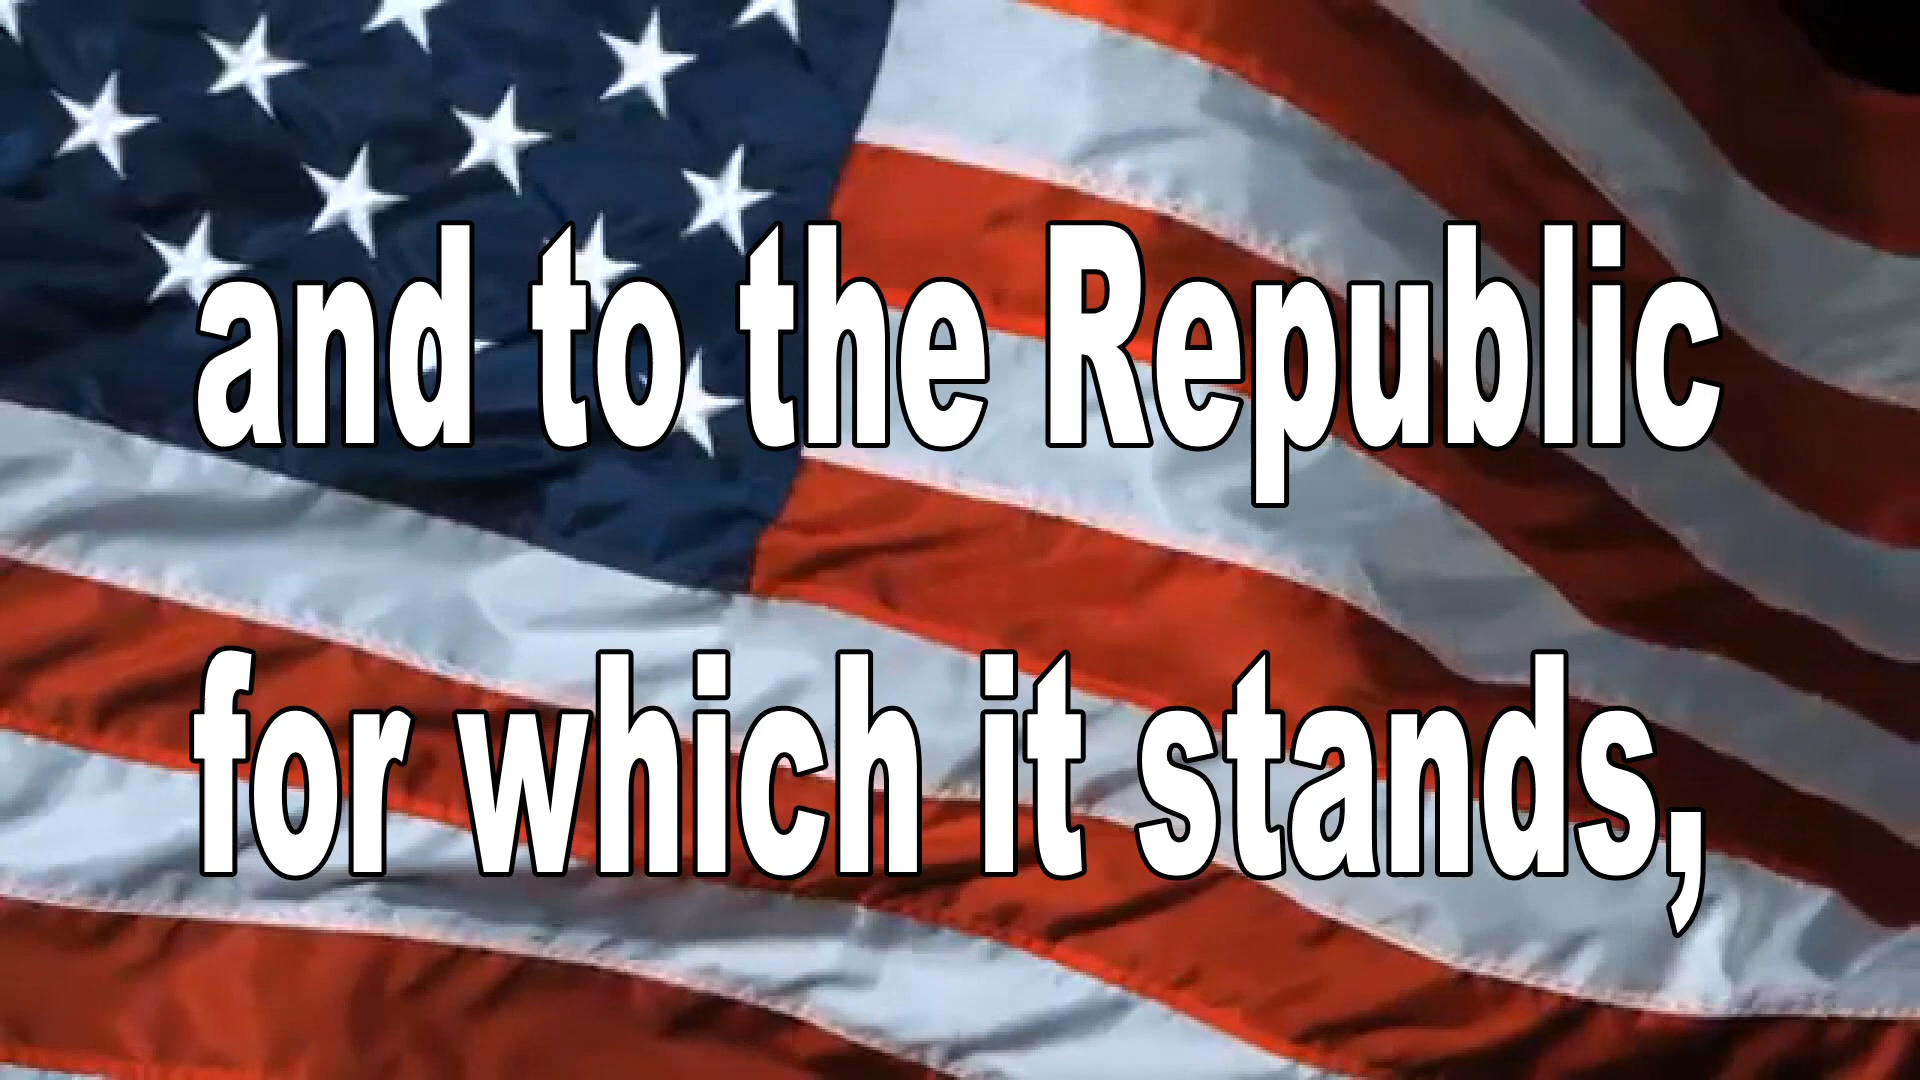 and to the Republic
for which it stands,